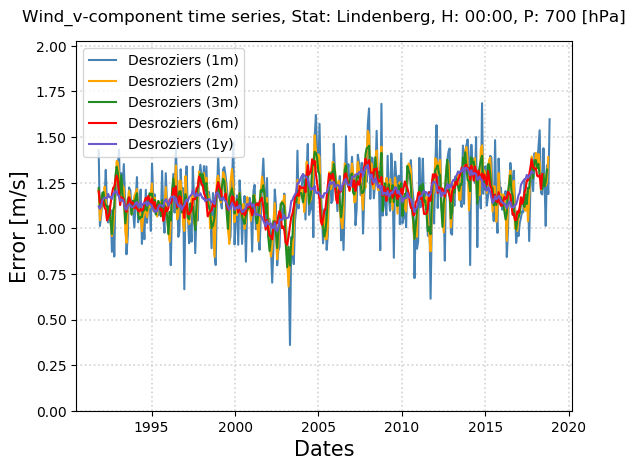 Wind_v-component time series, Stat: Lindenberg, H: 00:00, P: 700 [hPa]
2.00
1.75
1.50
1.25
1.00
0.75
0.50
0.25
0.00
Error [m/s]
Desroziers (1m)
Desroziers (2m)
Desroziers (3m)
Desroziers (6m)
Desroziers (1y)
1995
2000
2005
2010
2015
2020
Dates